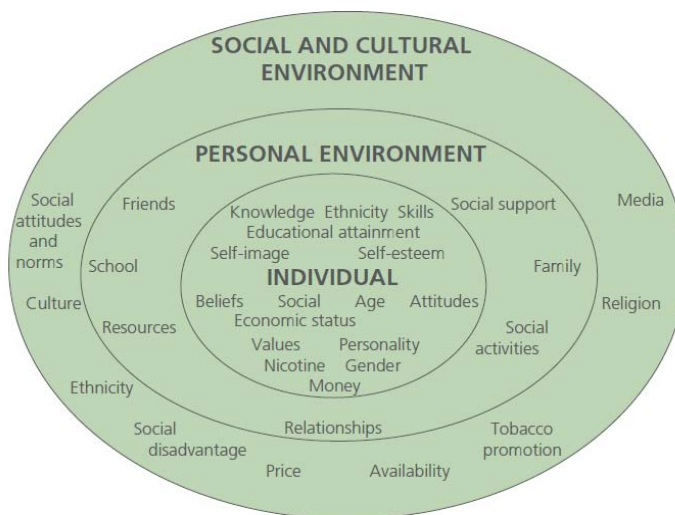 SOCIAL AND CULTURAL
ENVIRONMENT
PERSONAL ENVIRONMENT
Social
attitudes
and
norms
Friends
Knowledge Ethnicity Skills
Social support
Media
Educational attainment
Self-image Self-esteem
School
INDIVIDUAL
Family
Culture
Beliefs Social Age Attitudes
Religion
Economic status
Resources
Social
activities
Values Personality
Nicotine Gender
Money
Ethnicity
Social
disadvantage
Relationships
Tobacco
promotion
Price
Availability